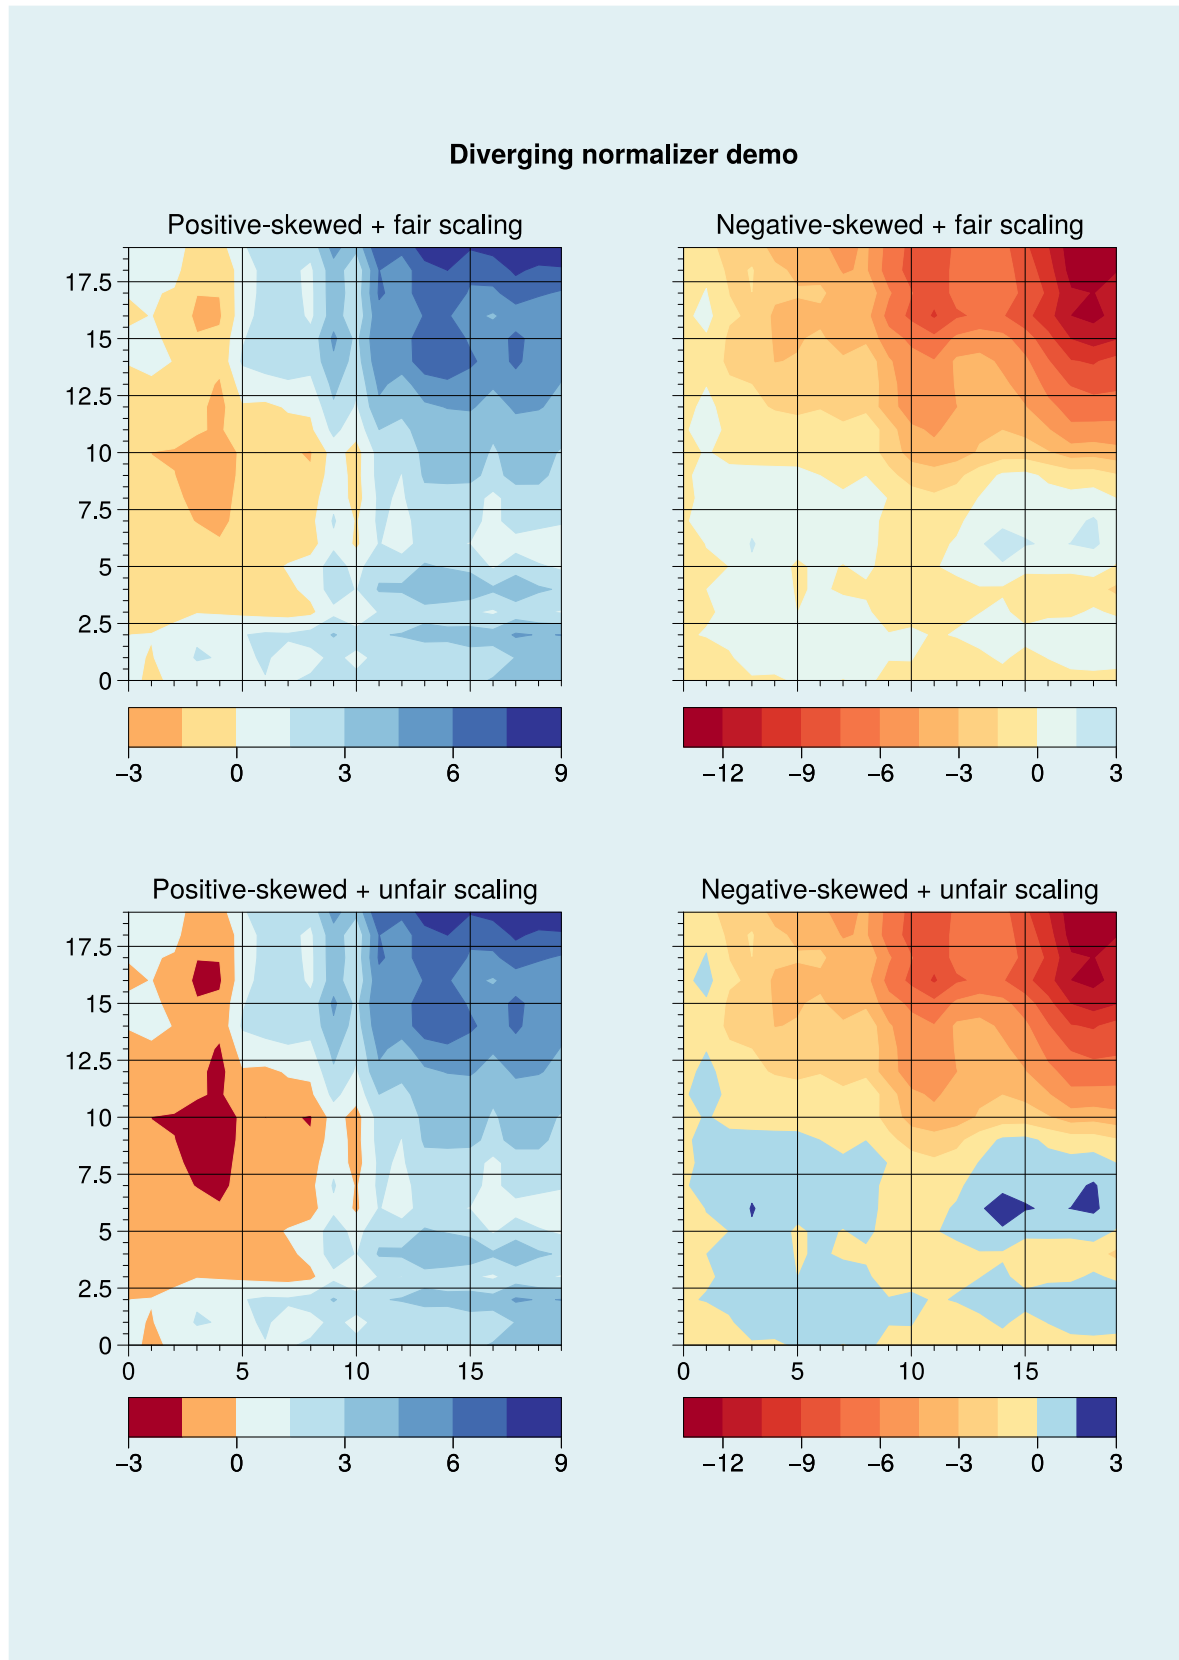 Diverging normalizer demo
Positive-skewed + fair scaling
Negative-skewed + fair scaling
17.5
15
12.5
10
7.5
5
2.5
0
−3 0 3 6 9
−12 −9 −6 −3 0 3
Positive-skewed + unfair scaling
Negative-skewed + unfair scaling
17.5
15
12.5
10
7.5
5
2.5
0
0 5 10 15
0 5 10 15
−3 0 3 6 9
−12 −9 −6 −3 0 3